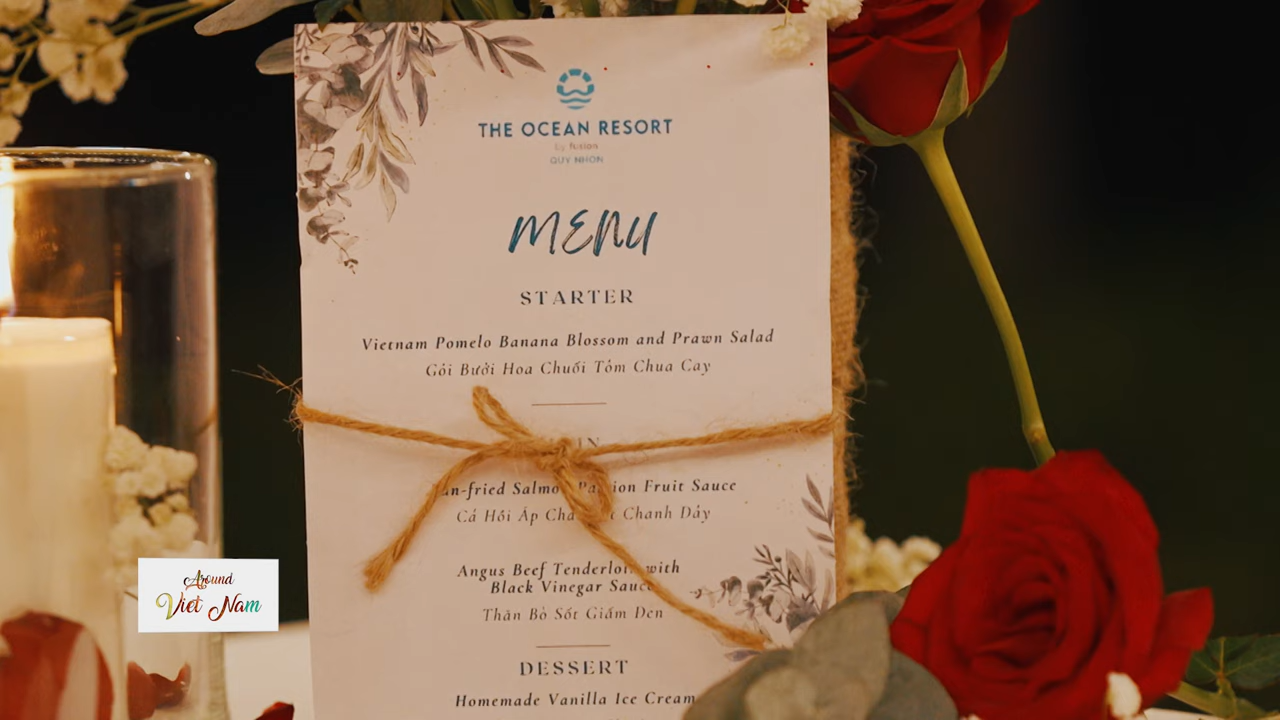 THE OCEAN RESORT
by fusion
QUY NHON
MENU
STARTER
Vietnam Pomelo Banana Blossom and Prawn Salad
Gỏi Bưởi Hoa Chuối Tôm Chua Cay
Salmon Fruit Sauce
Cá Hồi Áp Chanh Dây
Angus Beef Tenderloin with
Black Vinegar Sauce
Thăn Bò Sốt Giấm Đen
DESSERT
Homemade Vanilla Ice Cream
Around
Viet Nam